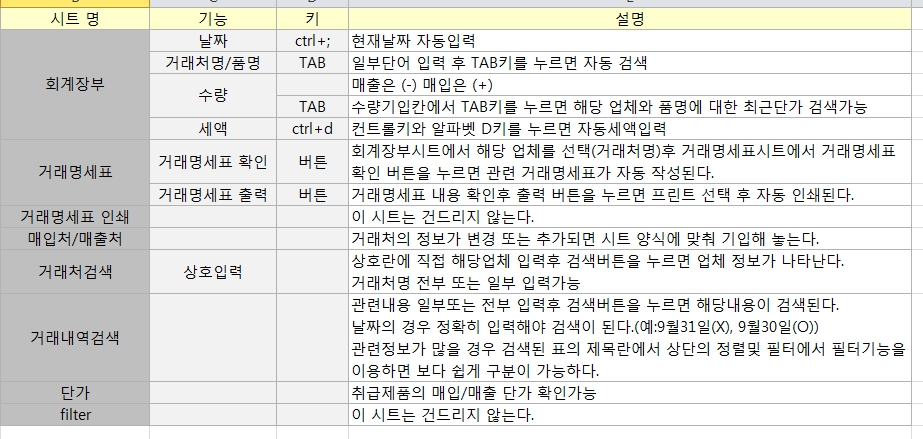 시트 명 기능 키 설명
회계장부 날짜 ctrl+; 현재날짜 자동입력
거래처명/품명 TAB 일부단어 입력 후 TAB키를 누르면 자동 검색
수량 매출은 (-) 매입은 (+)
TAB 수량기입칸에서 TAB키를 누르면 해당 업체와 품명에 대한 최근단가 검색가능
세액 ctrl+d 컨트롤키와 알파벳 D키를 누르면 자동세액입력
거래명세표 거래명세표 확인 버튼 회계장부시트에서 해당 업체를 선택(거래처명)후 거래명세표시트에서 거래명세표
확인 버튼을 누르면 관련 거래명세표가 자동 작성된다.
거래명세표 출력 버튼 거래명세표 내용 확인후 출력 버튼을 누르면 프린트 선택 후 자동 인쇄된다.
거래명세표 인쇄 이 시트는 건드리지 않는다.
매입처/매출처 거래처의 정보가 변경 또는 추가되면 시트 양식에 맞춰 기입해 놓는다.
거래처검색 상호입력 상호란에 직접 해당업체 입력후 검색버튼을 누르면 업체 정보가 나타난다.
거래처명 전부 또는 일부 입력가능
거래내역검색 관련내용 일부또는 전부 입력후 검색버튼을 누르면 해당내용이 검색된다.
날짜의 경우 정확히 입력해야 검색이 된다.(예:9월31일(X), 9월30일(O))
관련정보가 많을 경우 검색된 표의 제목란에서 상단의 정렬및 필터에서 필터기능을
이용하면 보다 쉽게 구분이 가능하다.
단가 취급제품의 매입/매출 단가 확인가능
filter 이 시트는 건드리지 않는다.